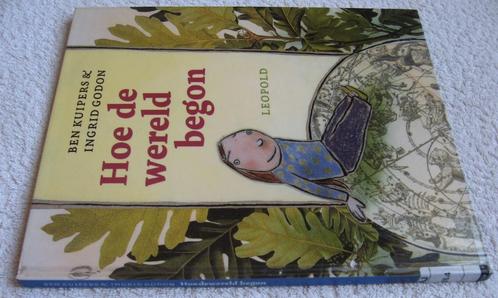 BEN KUIPERS &
INGRID GODON
Hoe de
wereld
begon
LEOPOLD
BEN KUIPERS & INGRID GODON Hoe de wereld begon